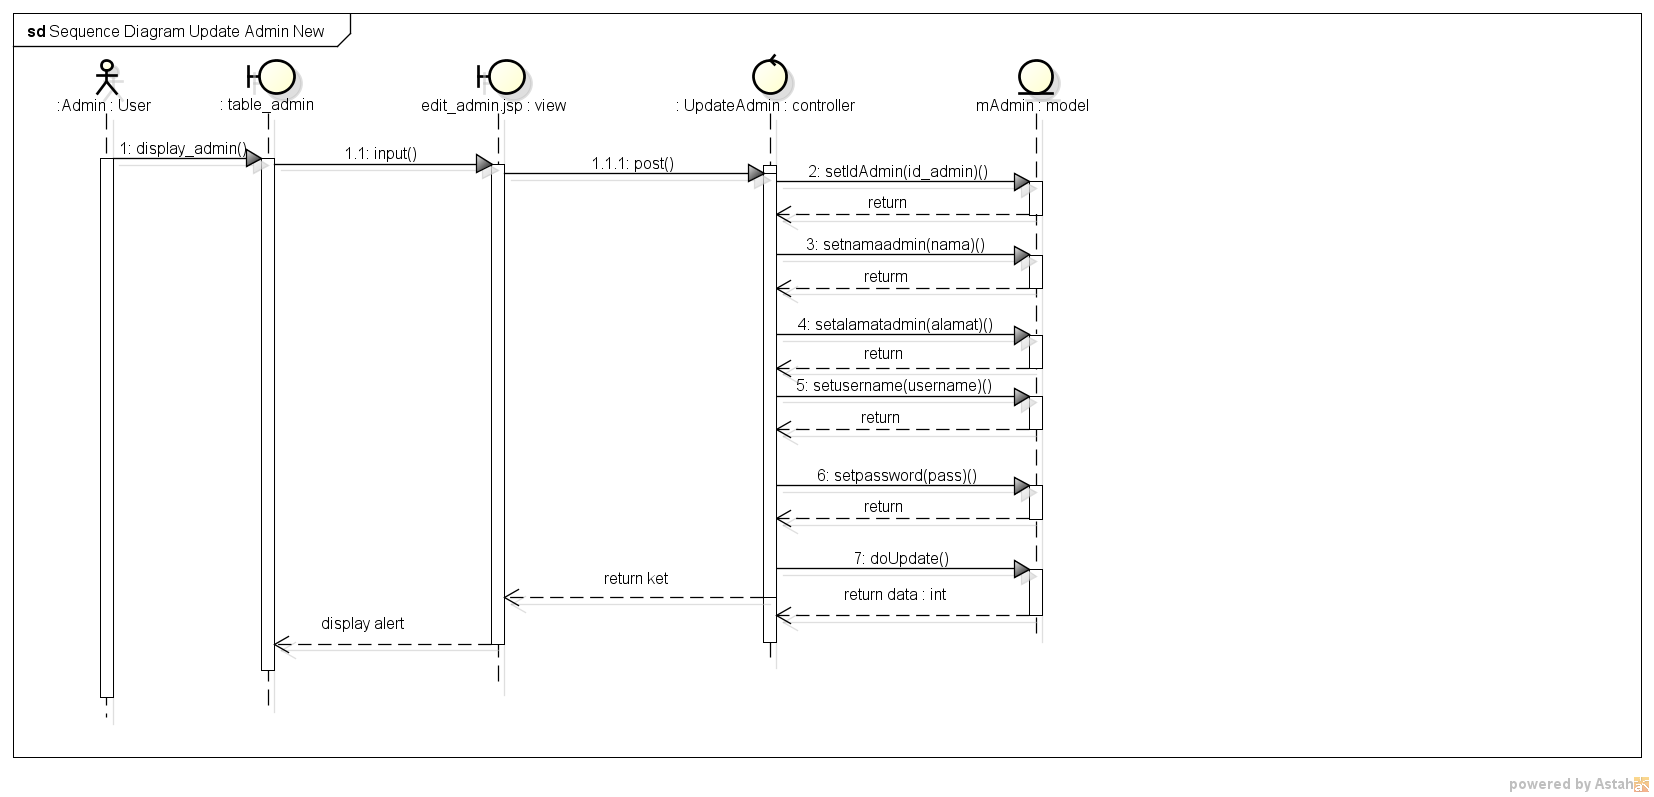 sd Sequence Diagram Update Admin New
:Admin : User
: table_admin
edit_admin.jsp : view
: UpdateAdmin : controller
mAdmin : model
1: display_admin()
1.1: input()
1.1.1: post()
2: setIdAdmin(id_admin)()
return
3: setnamaadmin(nama)()
returm
4: setalamatadmin(alamat)()
return
5: setusername(username)()
return
6: setpassword(pass)()
return
7: doUpdate()
return ket
return data : int
display alert
powered by Astah